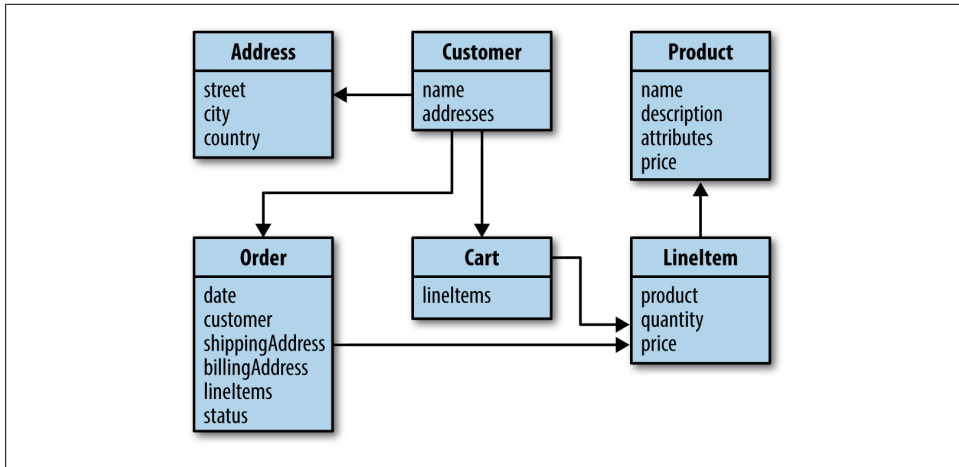 Address
street
city
country
Customer
name
addresses
Product
name
description
attributes
price
Order
date
customer
shippingAddress
billingAddress
lineItems
status
Cart
lineItems
LineItem
product
quantity
price